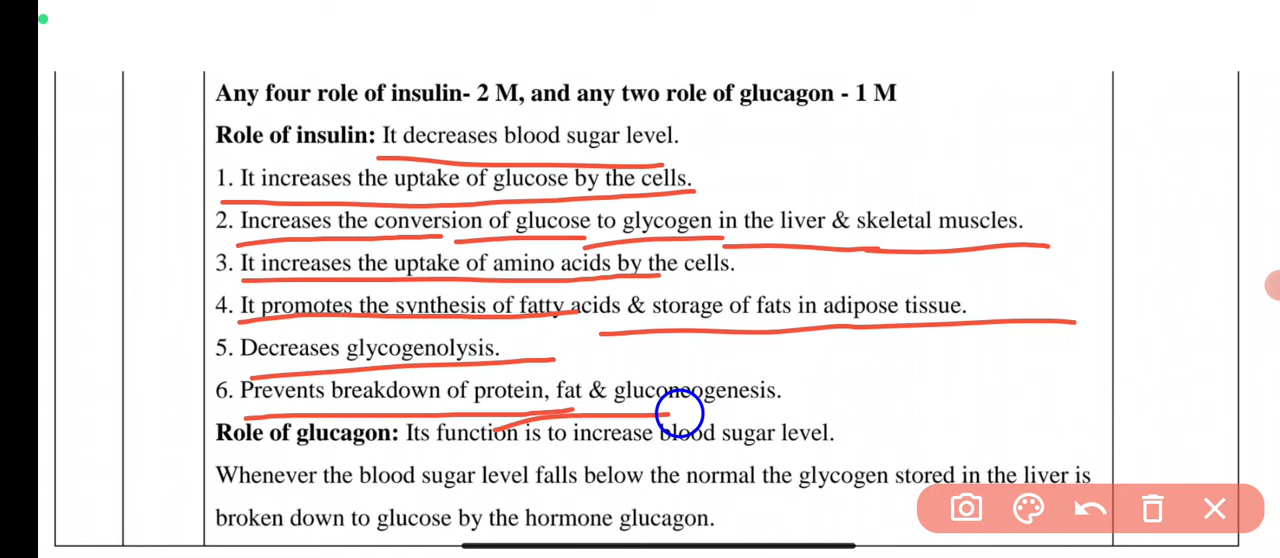 Any four role of insulin- 2 M, and any two role of glucagon - 1 M
Role of insulin: It decreases blood sugar level.
1. It increases the uptake of glucose by the cells.
2. Increases the conversion of glucose to glycogen in the liver & skeletal muscles.
3. It increases the uptake of amino acids by the cells.
4. It promotes the synthesis of fatty acids & storage of fats in adipose tissue.
5. Decreases glycogenolysis.
6. Prevents breakdown of protein, fat & gluconeogenesis.
Role of glucagon: Its function is to increase blood sugar level.
Whenever the blood sugar level falls below the normal the glycogen stored in the liver is
broken down to glucose by the hormone glucagon.